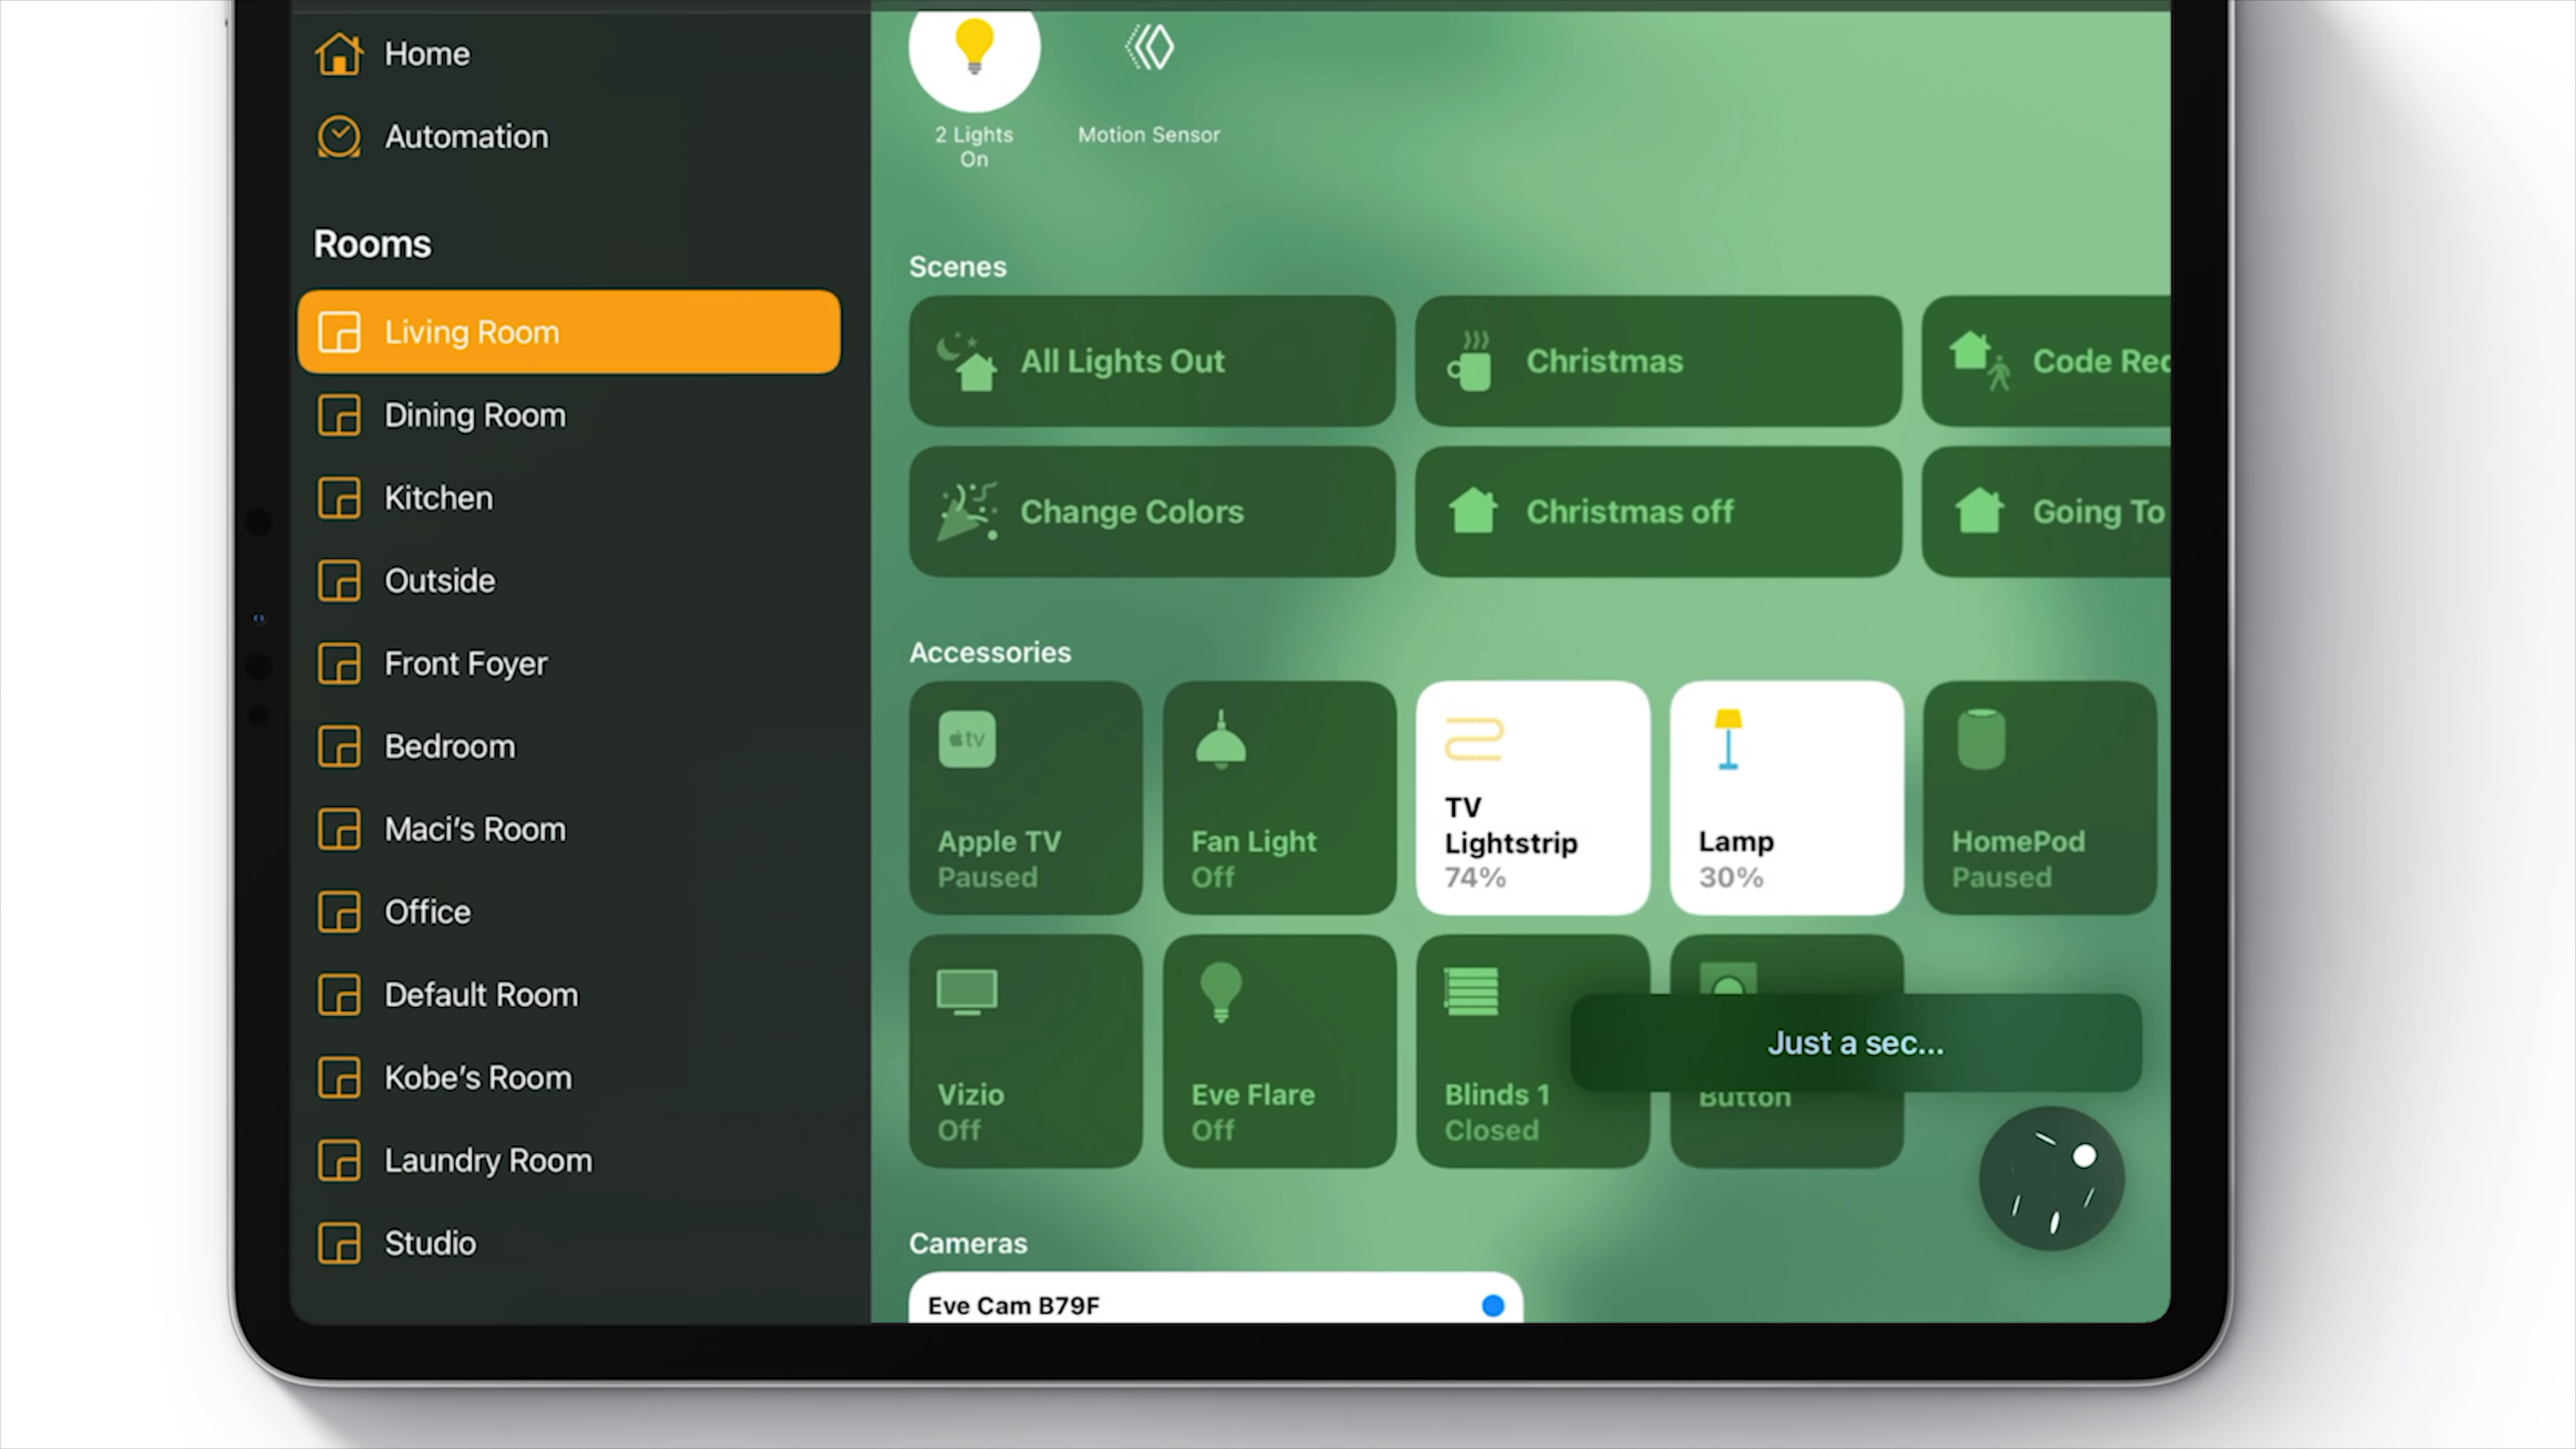 Home
Automation
Rooms
Living Room
Dining Room
Kitchen
Outside
Front Foyer
Bedroom
Maci's Room
Office
Default Room
Kobe's Room
Laundry Room
Studio
2 Lights
On
Motion Sensor
Scenes
All Lights Out
Christmas
Code Red
Change Colors
Christmas off
Going To
Accessories
tv
Apple TV
Paused
Fan Light
Off
TV
Lightstrip
74%
Lamp
30%
HomePod
Paused
Vizio
Off
Eve Flare
Off
Blinds 1
Closed
Button
Just a sec...
Cameras
Eve Cam B79F